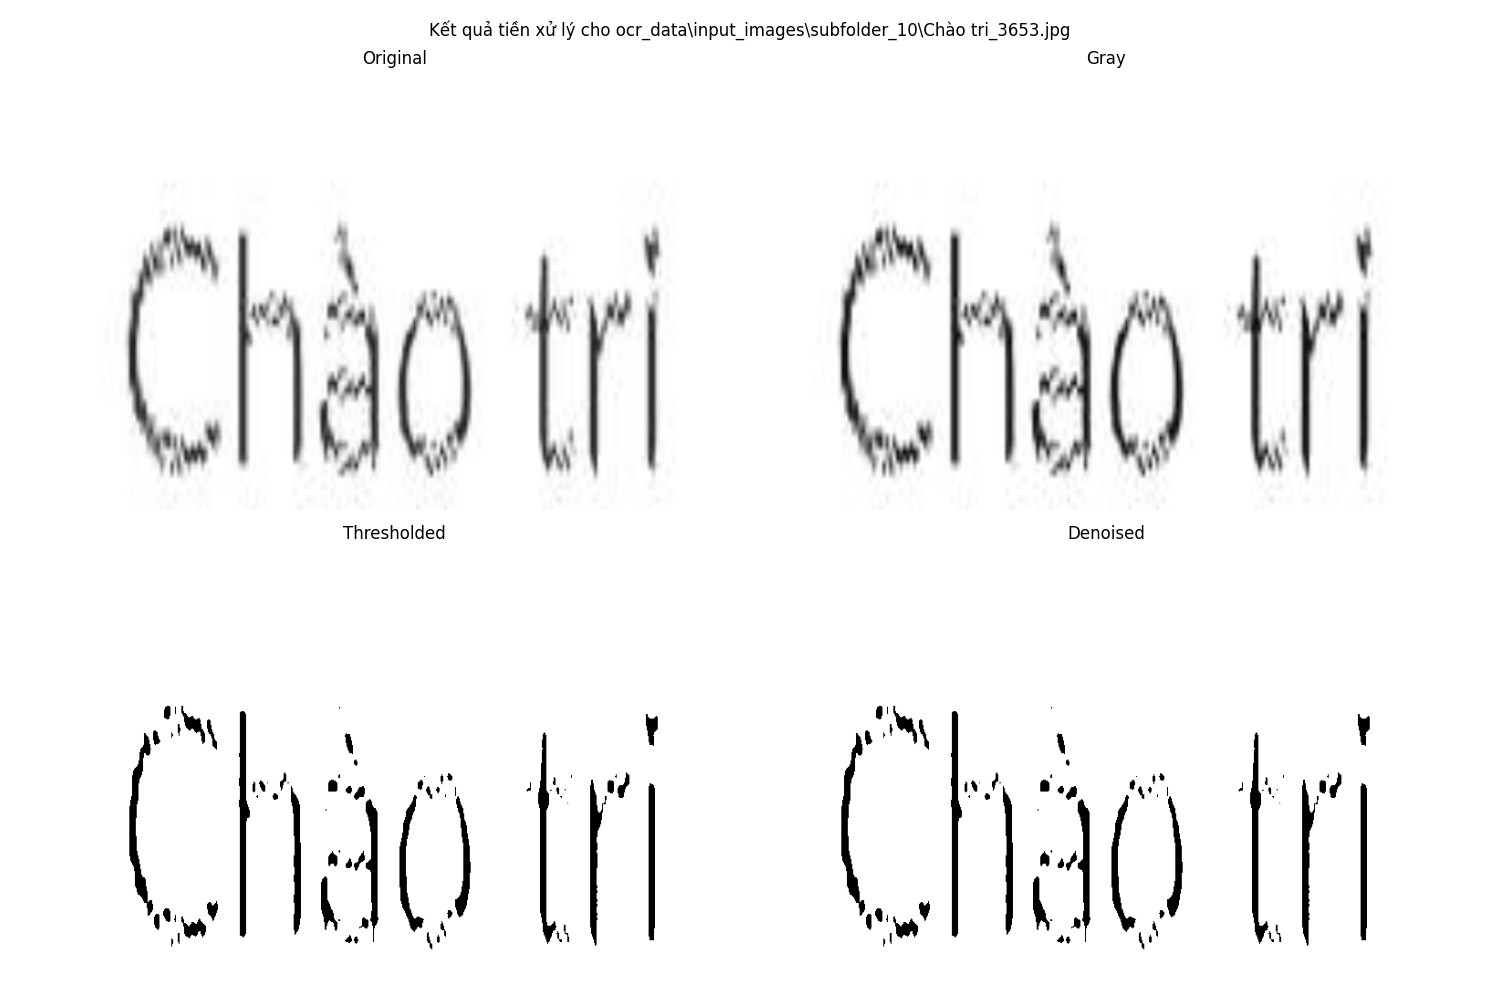 Kết quả tiền xử lý cho ocr_data\input_images\subfolder_10\Chào tri_3653.jpg
Original
Gray
Chào tri
Chào tri
Thresholded
Denoised
Chào tri
Chào tri